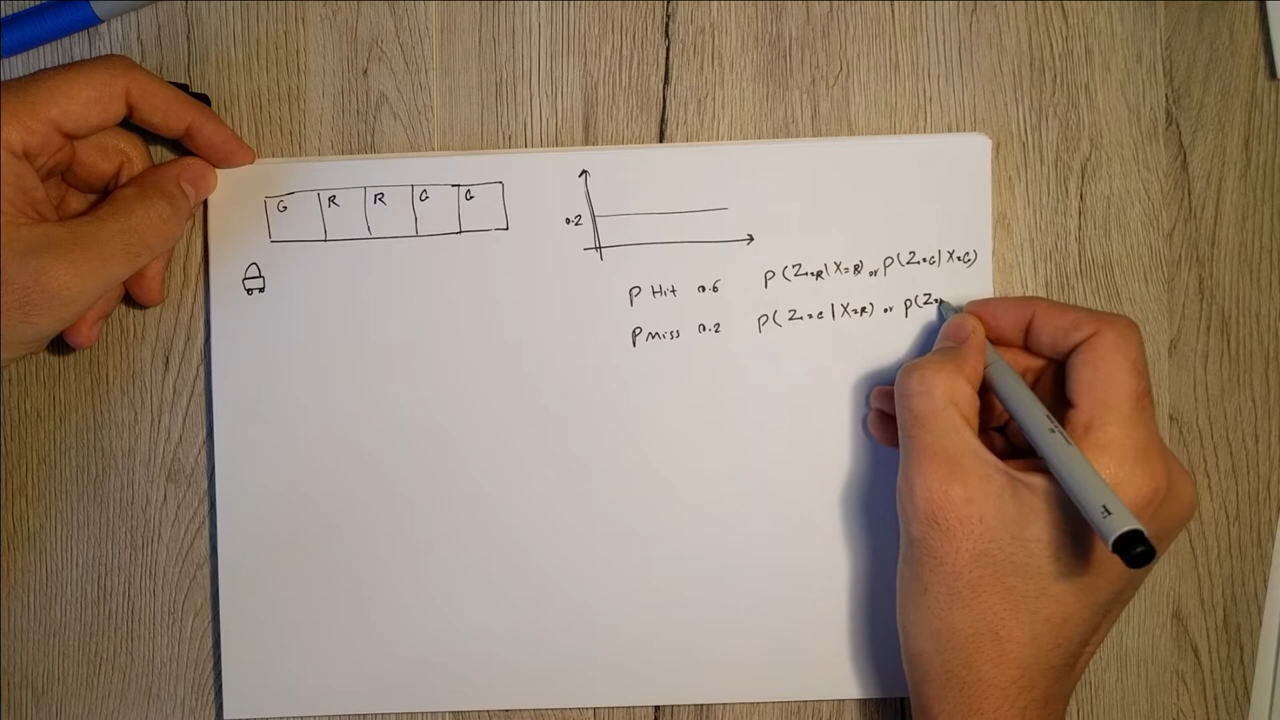 G R R G G
0.2
P Hit 0.6 P(Z=R|X=R) or P(Z=G|X=G)
P Miss 0.2 P(Z=G|X=R) or P(Z=
F